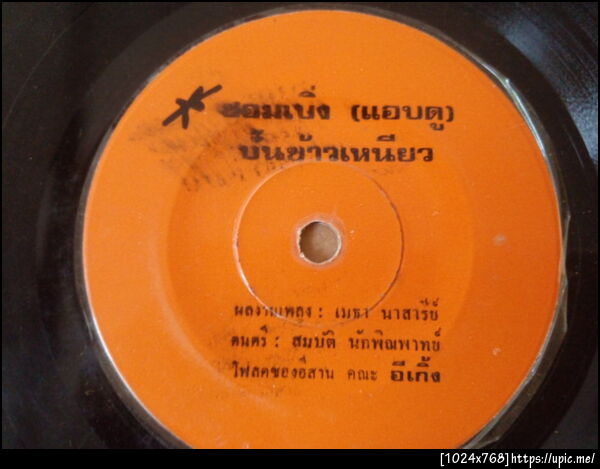 ซอมเบิ่ง (แอบดู)
ปั้นข้าวเหนียว
ผลงานเพลง : เมธา นาสารีย์
ดนตรี : สมบัติ นักพิณพาทย์
โฟลคซองอีสาน คณะ อีเกิ้ง
[1024x768]https://upic.me/